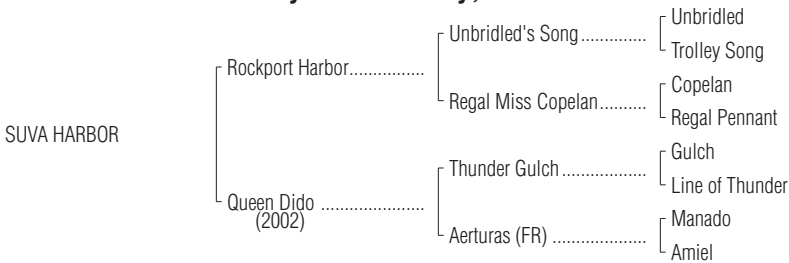 Unbridled
Unbridled's Song..............
Trolley Song
Rockport Harbor................
Copelan
Regal Miss Copelan..........
Regal Pennant
SUVA HARBOR
Gulch
Thunder Gulch..................
Line of Thunder
Queen Dido ......................
(2002)
Manado
Aerturas (FR) ....................
Amiel